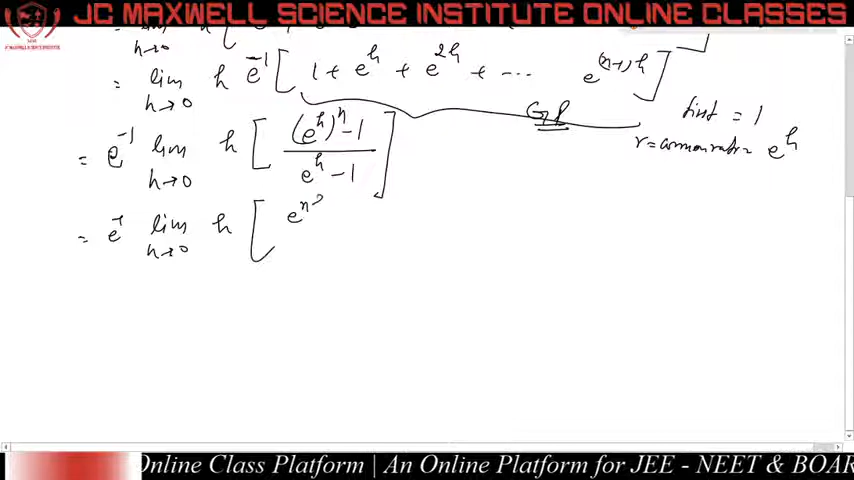 JC MAXWELL SCIENCE INSTITUTE ONLINE CLASSES
h→0
= lim h→0 h e^-1 [ 1 + e^h + e^2h + ... e^(n-1)h ]
G.P first = 1
= e^-1 lim h→0 h [ ((e^h)^n - 1) / (e^h - 1) ] r = common ratio = e^h
= e^-1 lim h→0 h [ e^n
Online Class Platform | An Online Platform for JEE - NEET & BOAR